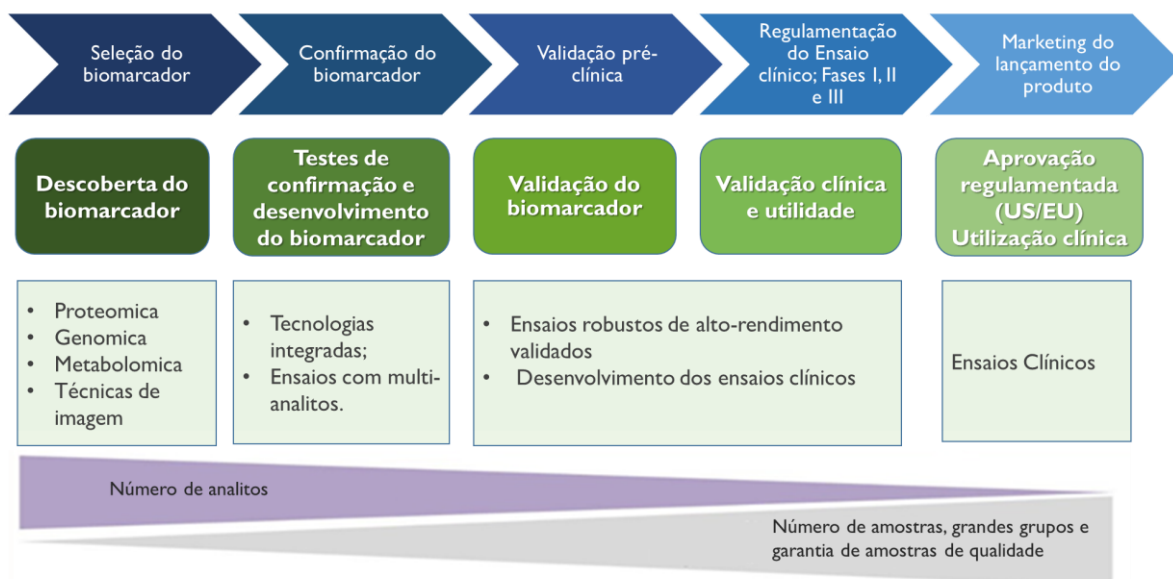 Seleção do
biomarcador
Confirmação do
biomarcador
Validação pré-
clínica
Regulamentação
do Ensaio
clínico; Fases I, II
e III
Marketing do
lançamento do
produto
Descoberta do
biomarcador
Testes de
confirmação e
desenvolvimento
do biomarcador
Validação do
biomarcador
Validação clínica
e utilidade
Aprovação
regulamentada
(US/EU)
Utilização clínica
• Proteomica
• Genomica
• Metabolomica
• Técnicas de
imagem
• Tecnologias
integradas;
• Ensaios com multi-
analitos.
• Ensaios robustos de alto-rendimento
validados
• Desenvolvimento dos ensaios clínicos
Ensaios Clínicos
Número de analitos
Número de amostras, grandes grupos e
garantia de amostras de qualidade